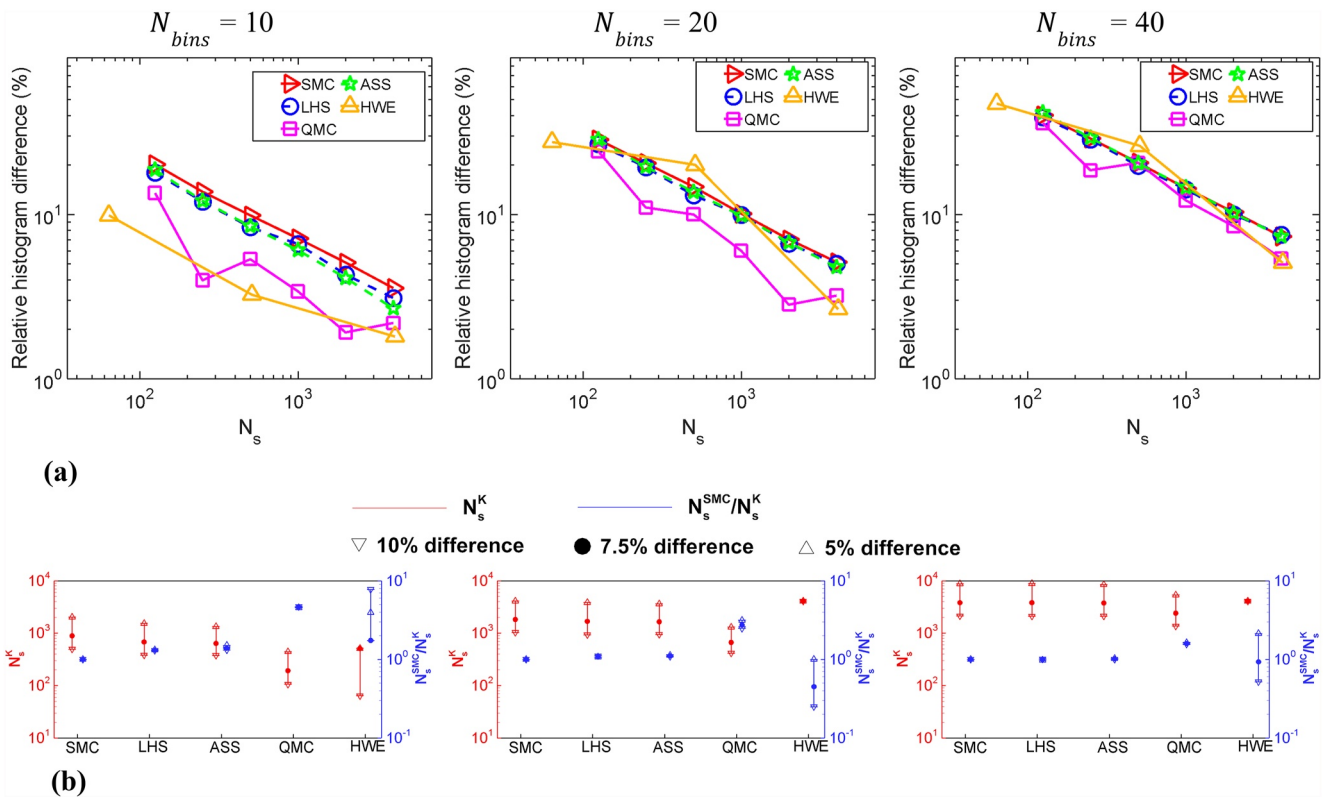 N_bins = 10
N_bins = 20
N_bins = 40
Relative histogram difference (%)
10^1
10^0
10^2
10^3
N_s
SMC ASS
LHS HWE
QMC
Relative histogram difference (%)
10^1
10^0
10^2
10^3
N_s
SMC ASS
LHS HWE
QMC
Relative histogram difference (%)
10^1
10^0
10^2
10^3
N_s
SMC ASS
LHS HWE
QMC
(a)
N_s^K N_s^SMC/N_s^K
10% difference 7.5% difference 5% difference
N_s^K
10^4
10^3
10^2
10^1
SMC LHS ASS QMC HWE
10^1
10^0
10^-1
N_s^SMC/N_s^K
N_s^K
10^4
10^3
10^2
10^1
SMC LHS ASS QMC HWE
10^1
10^0
10^-1
N_s^SMC/N_s^K
N_s^K
10^4
10^3
10^2
10^1
SMC LHS ASS QMC HWE
10^1
10^0
10^-1
N_s^SMC/N_s^K
(b)